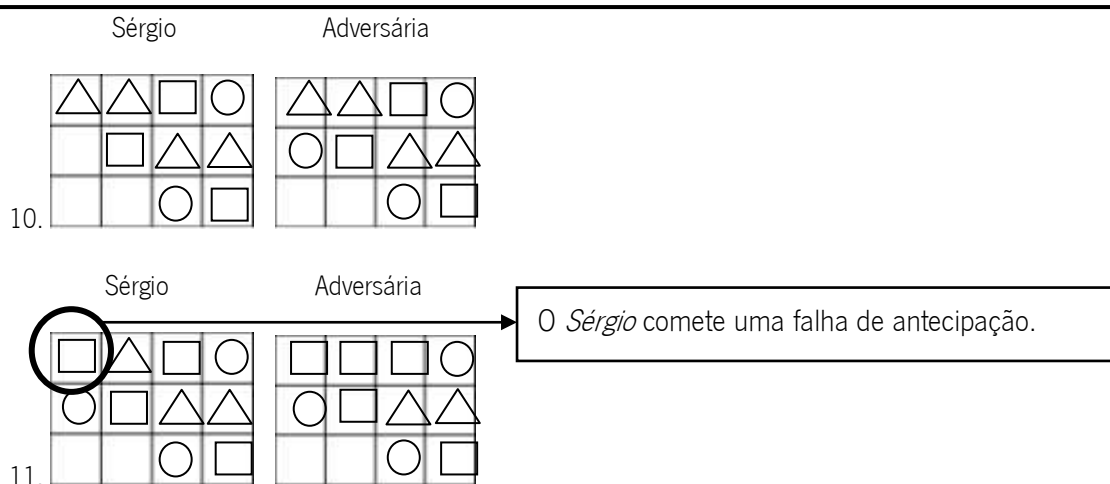 Sérgio Adversária
10.
Sérgio Adversária
O Sérgio comete uma falha de antecipação.
11.